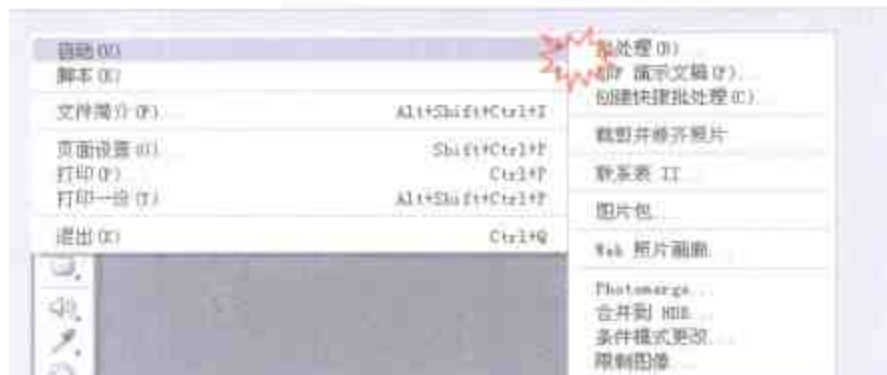 自动(U)
脚本(K)
文件简介(F)... Alt+Shift+Ctrl+I
页面设置(G)... Shift+Ctrl+P
打印(P)... Ctrl+P
打印一份(Y) Alt+Shift+Ctrl+P
退出(X) Ctrl+Q
批处理(B)...
PDF 演示文稿(P)...
创建快捷批处理(C)...
裁剪并修齐照片
联系表 II...
图片包...
Web 照片画廊...
Photomerge...
合并到 HDR...
条件模式更改...
限制图像...